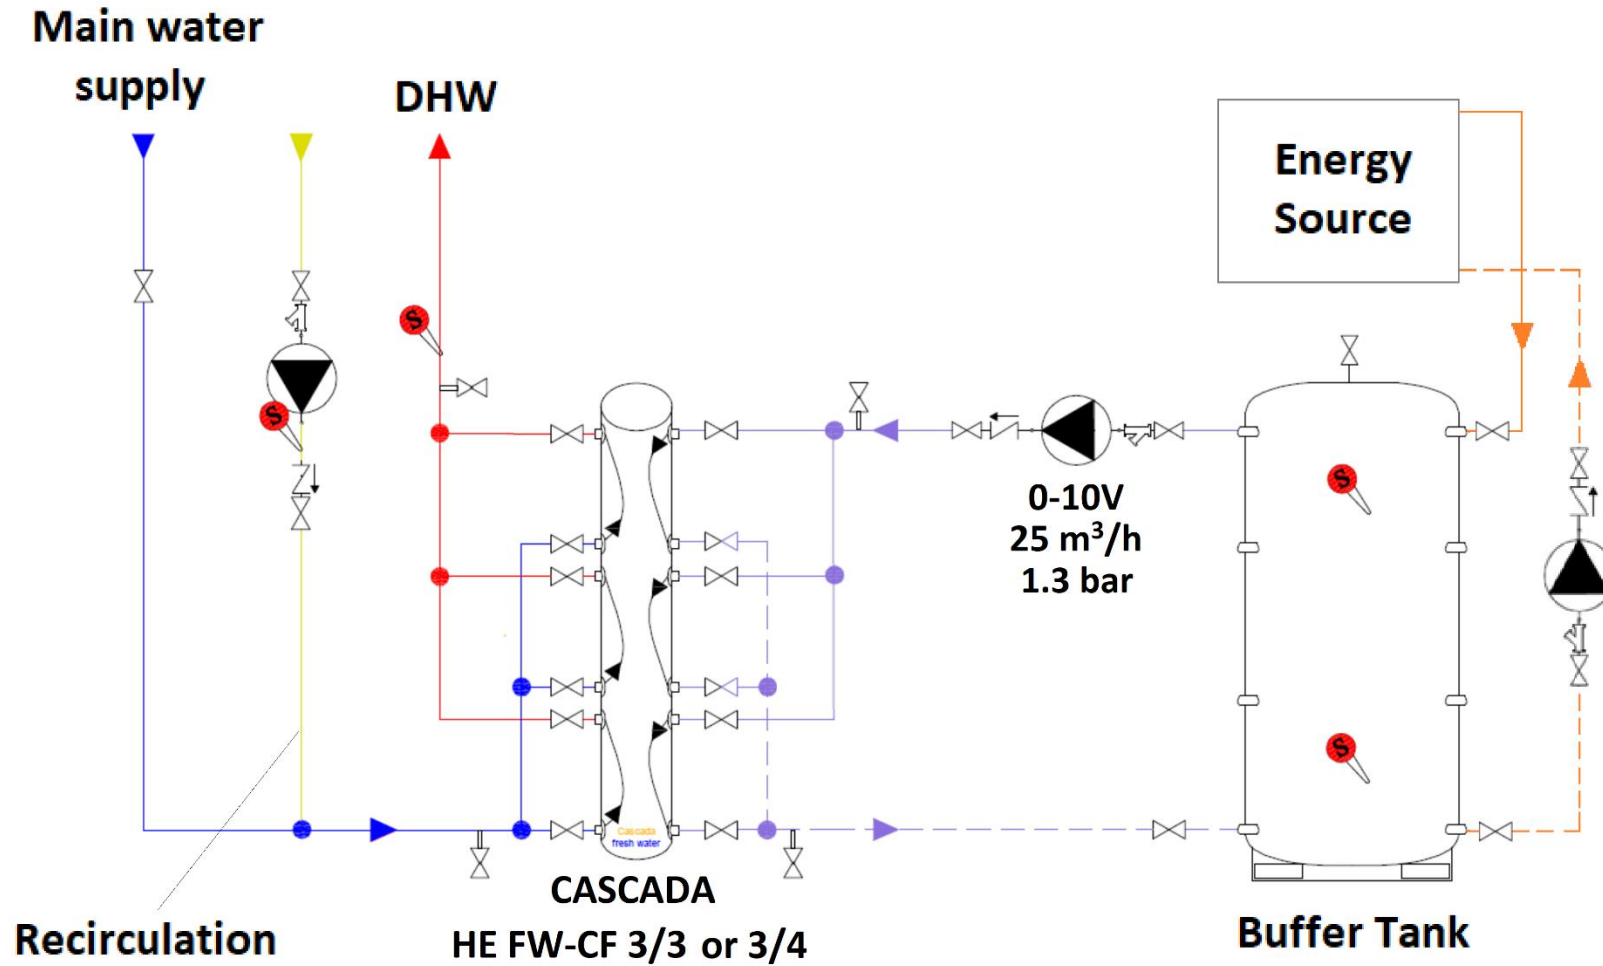 Main water
supply
DHW
Energy
Source
S
S
S
S
0-10V
25 m³/h
1.3 bar
Cascada
fresh water
CASCADA
HE FW-CF 3/3 or 3/4
Recirculation
Buffer Tank